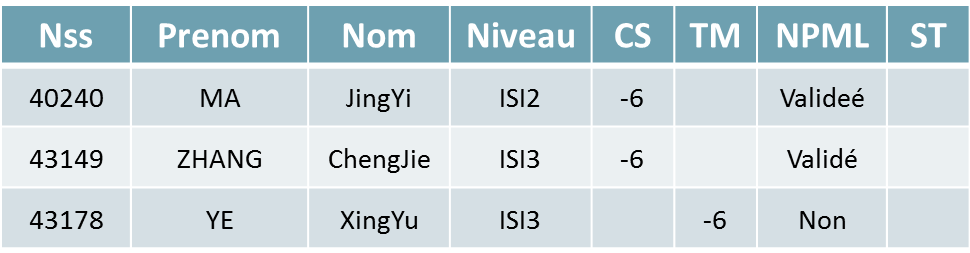 Nss Prenom Nom Niveau CS TM NPML ST
40240 MA JingYi ISI2 -6 Valideé
43149 ZHANG ChengJie ISI3 -6 Validé
43178 YE XingYu ISI3 -6 Non